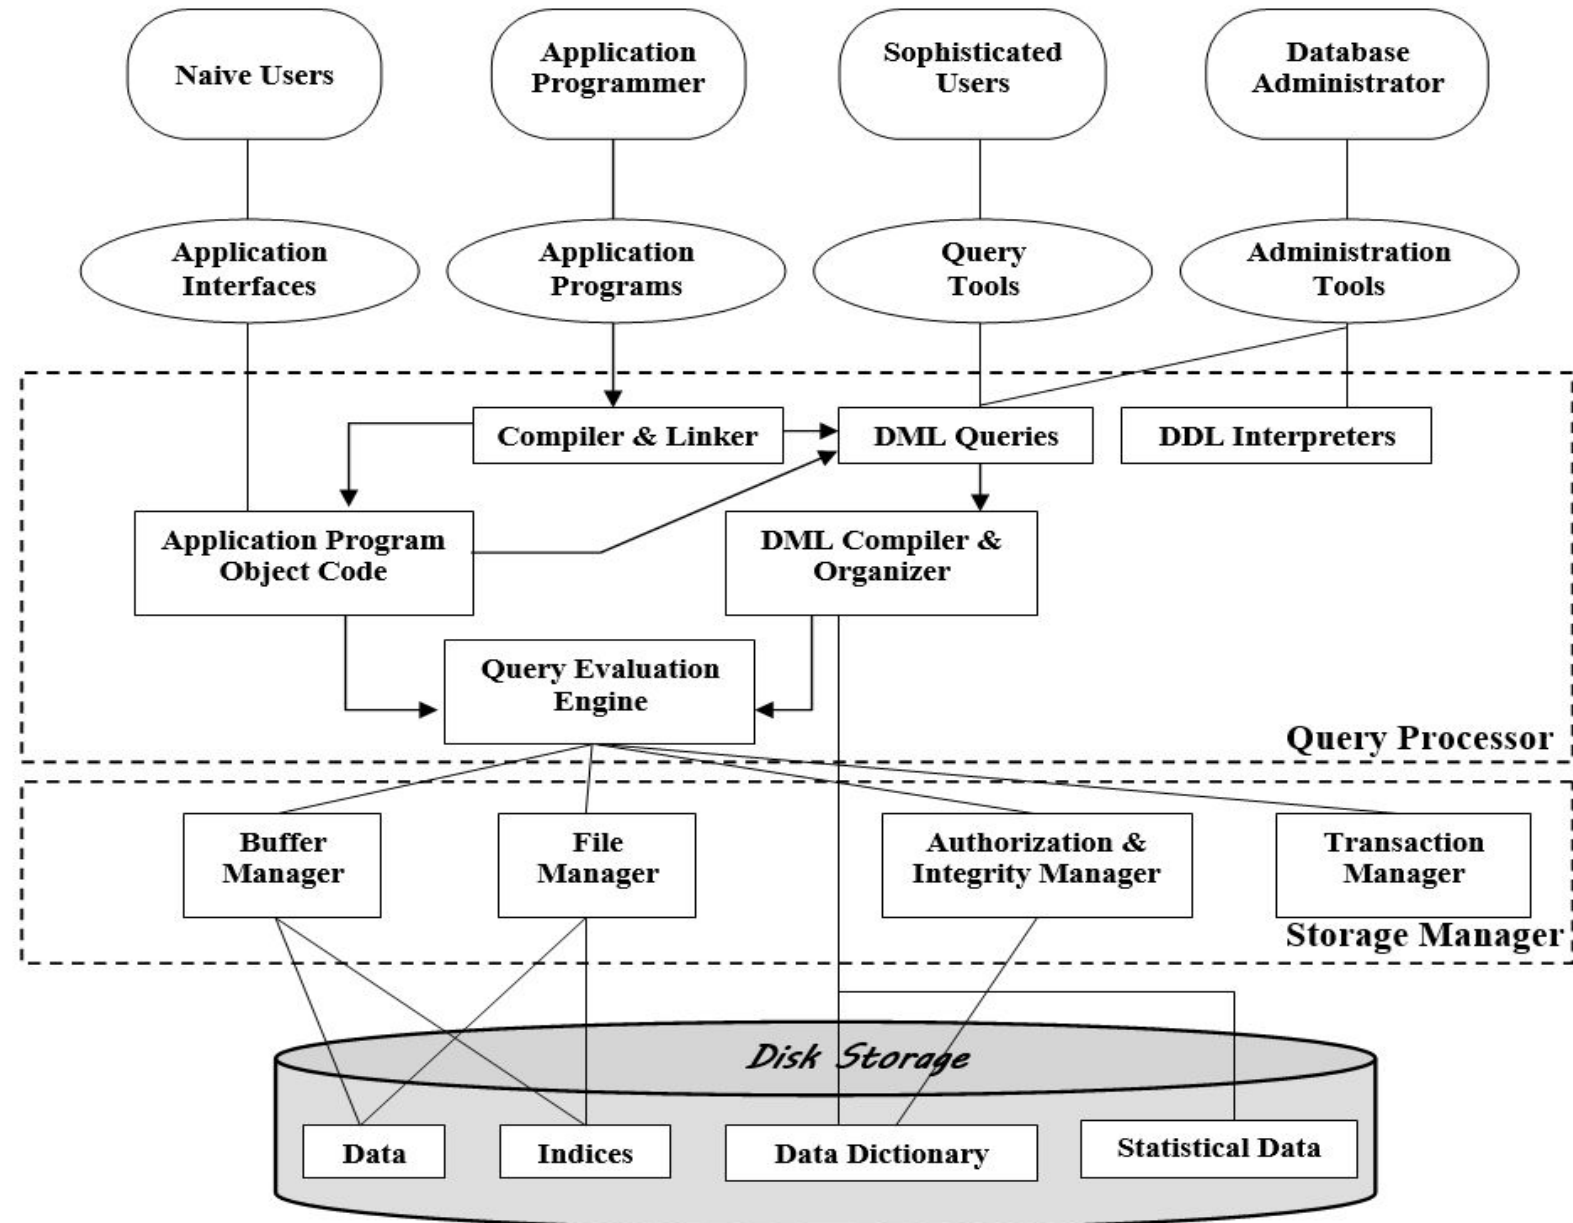 Naive Users
Application
Programmer
Sophisticated
Users
Database
Administrator
Application
Interfaces
Application
Programs
Query
Tools
Administration
Tools
Compiler & Linker
DML Queries
DDL Interpreters
Application Program
Object Code
DML Compiler &
Organizer
Query Evaluation
Engine
Query Processor
Buffer
Manager
File
Manager
Authorization &
Integrity Manager
Transaction
Manager
Storage Manager
Disk Storage
Data
Indices
Data Dictionary
Statistical Data